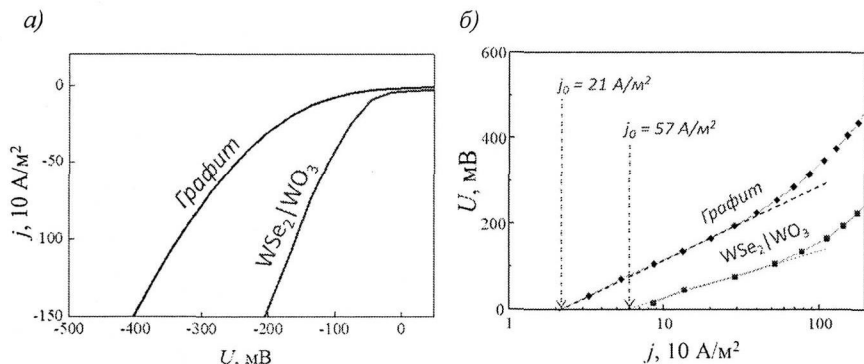 а)
0
-50
-100
-150
j, 10 А/м²
-500
-400
-300
-200
-100
0
U, мВ
Графит
WSe₂|WO₃
б)
600
400
200
0
U, мВ
j₀ = 21 А/м²
j₀ = 57 А/м²
Графит
WSe₂|WO₃
1
10
100
j, 10 А/м²